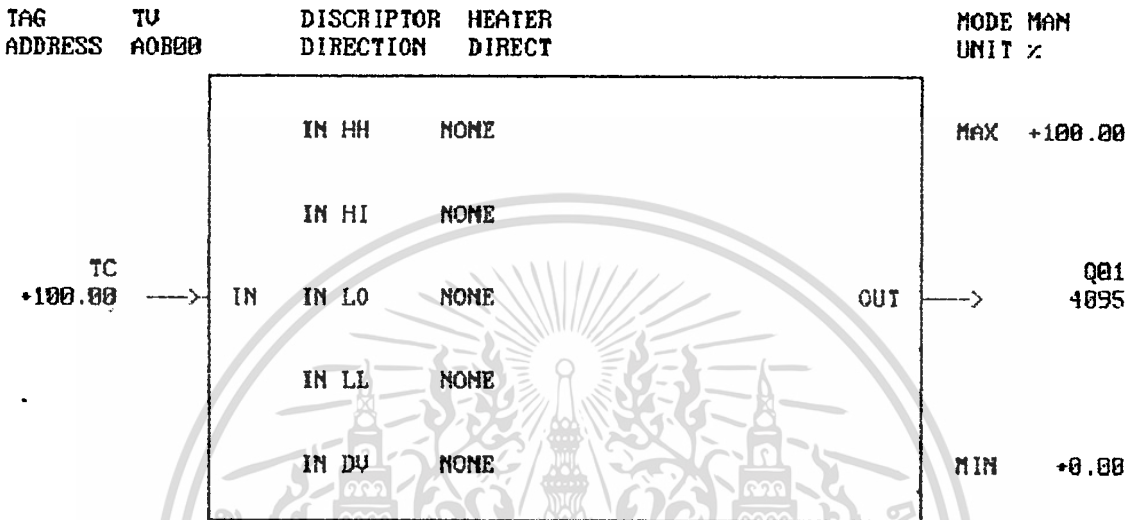 TAG TV DISCRIPTOR HEATER MODE MAN
ADDRESS AOB00 DIRECTION DIRECT UNIT %
IN HH NONE MAX +100.00
IN HI NONE
TC Q01
+100.00 ---> IN IN LO NONE OUT ---> 4095
IN LL NONE
IN DV NONE MIN +0.00